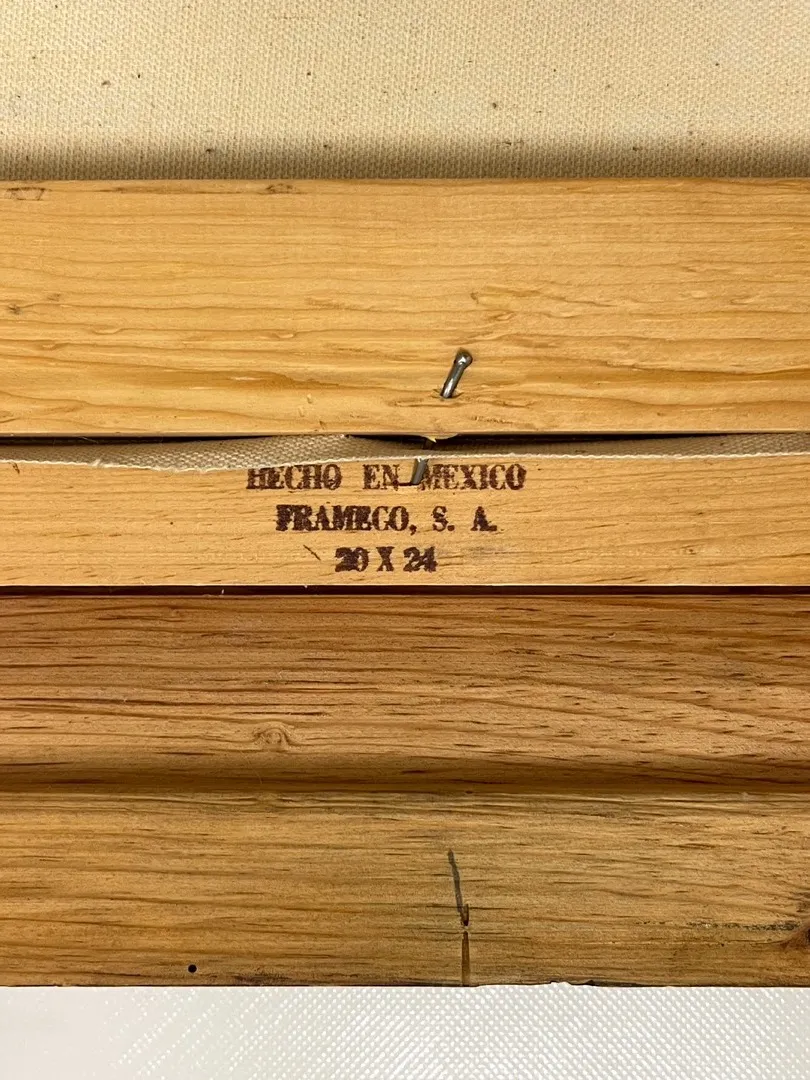 HECHO EN MEXICO
FRAMECO, S. A.
20 X 24